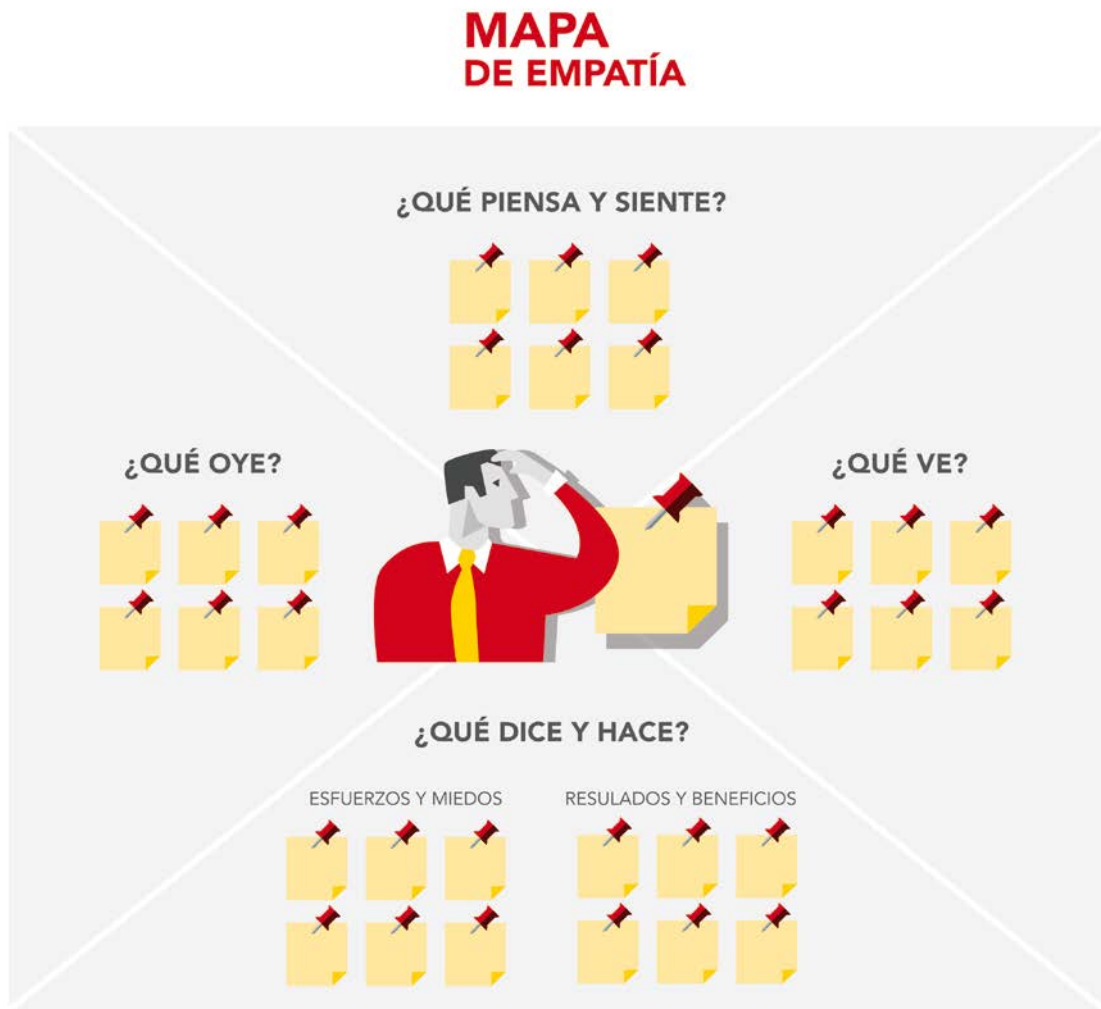 MAPA
DE EMPATÍA
¿QUÉ PIENSA Y SIENTE?
¿QUÉ OYE?
¿QUÉ VE?
¿QUÉ DICE Y HACE?
ESFUERZOS Y MIEDOS
RESULADOS Y BENEFICIOS